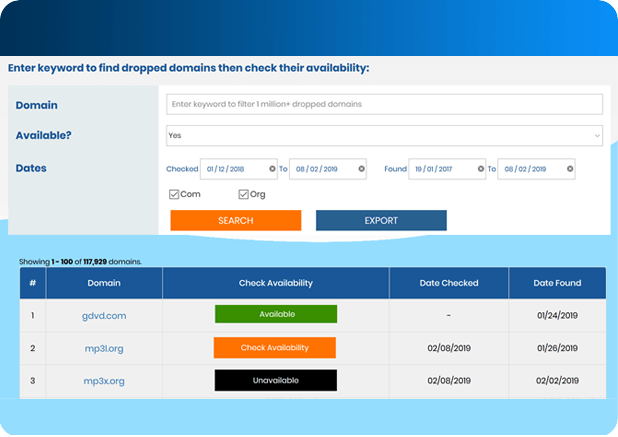 Enter keyword to find dropped domains then check their availability:
Domain Enter keyword to filter 1 million+ dropped domains
Available? Yes
Dates Checked 01 / 12 / 2018 To 08 / 02 / 2019 Found 19 / 01 / 2017 To 08 / 02 / 2019
Com Org
SEARCH EXPORT
Showing 1 - 100 of 117,929 domains.
# Domain Check Availability Date Checked Date Found
1 gdvd.com Available - 01/24/2019
2 mp3l.org Check Availability 02/08/2019 01/26/2019
3 mp3x.org Unavailable 02/08/2019 02/02/2019